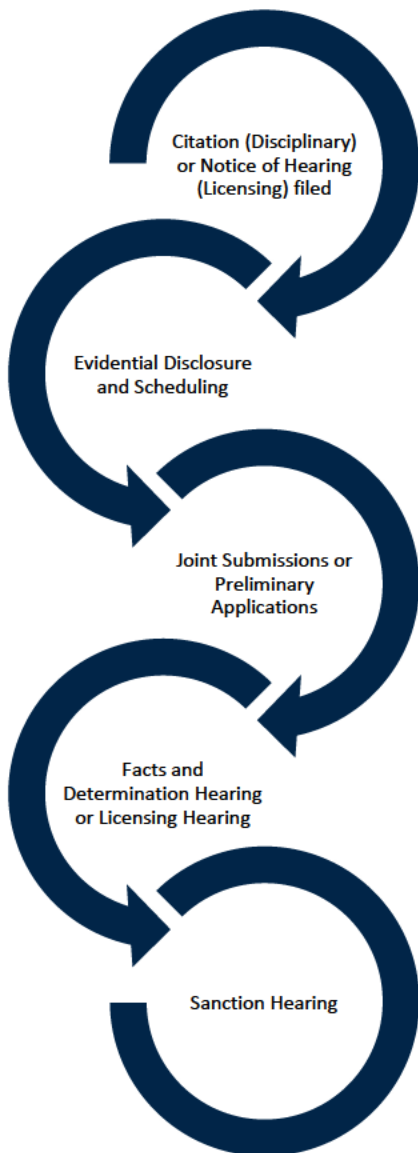 Citation (Disciplinary)
or Notice of Hearing
(Licensing) filed
Evidential Disclosure
and Scheduling
Joint Submissions or
Preliminary
Applications
Facts and
Determination Hearing
or Licensing Hearing
Sanction Hearing